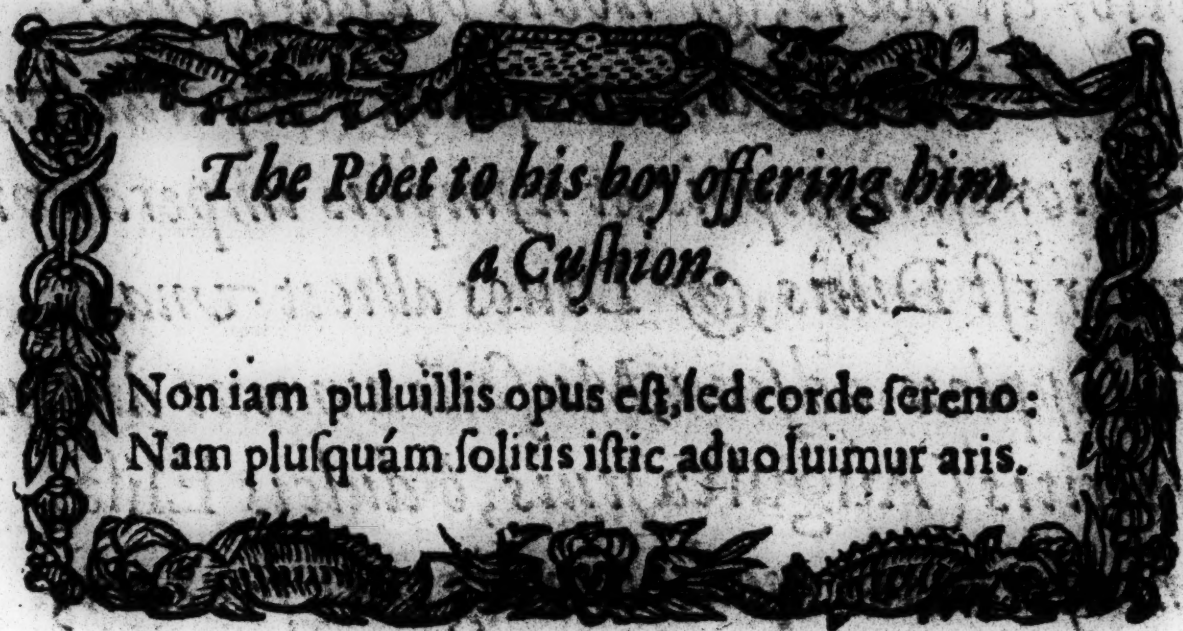 The Poet to his boy offering him
a Cuſhion.
Non iam puluillis opus eſt, ſed corde ſereno:
Nam pluſquám ſolitis iſtic aduoluimur aris.